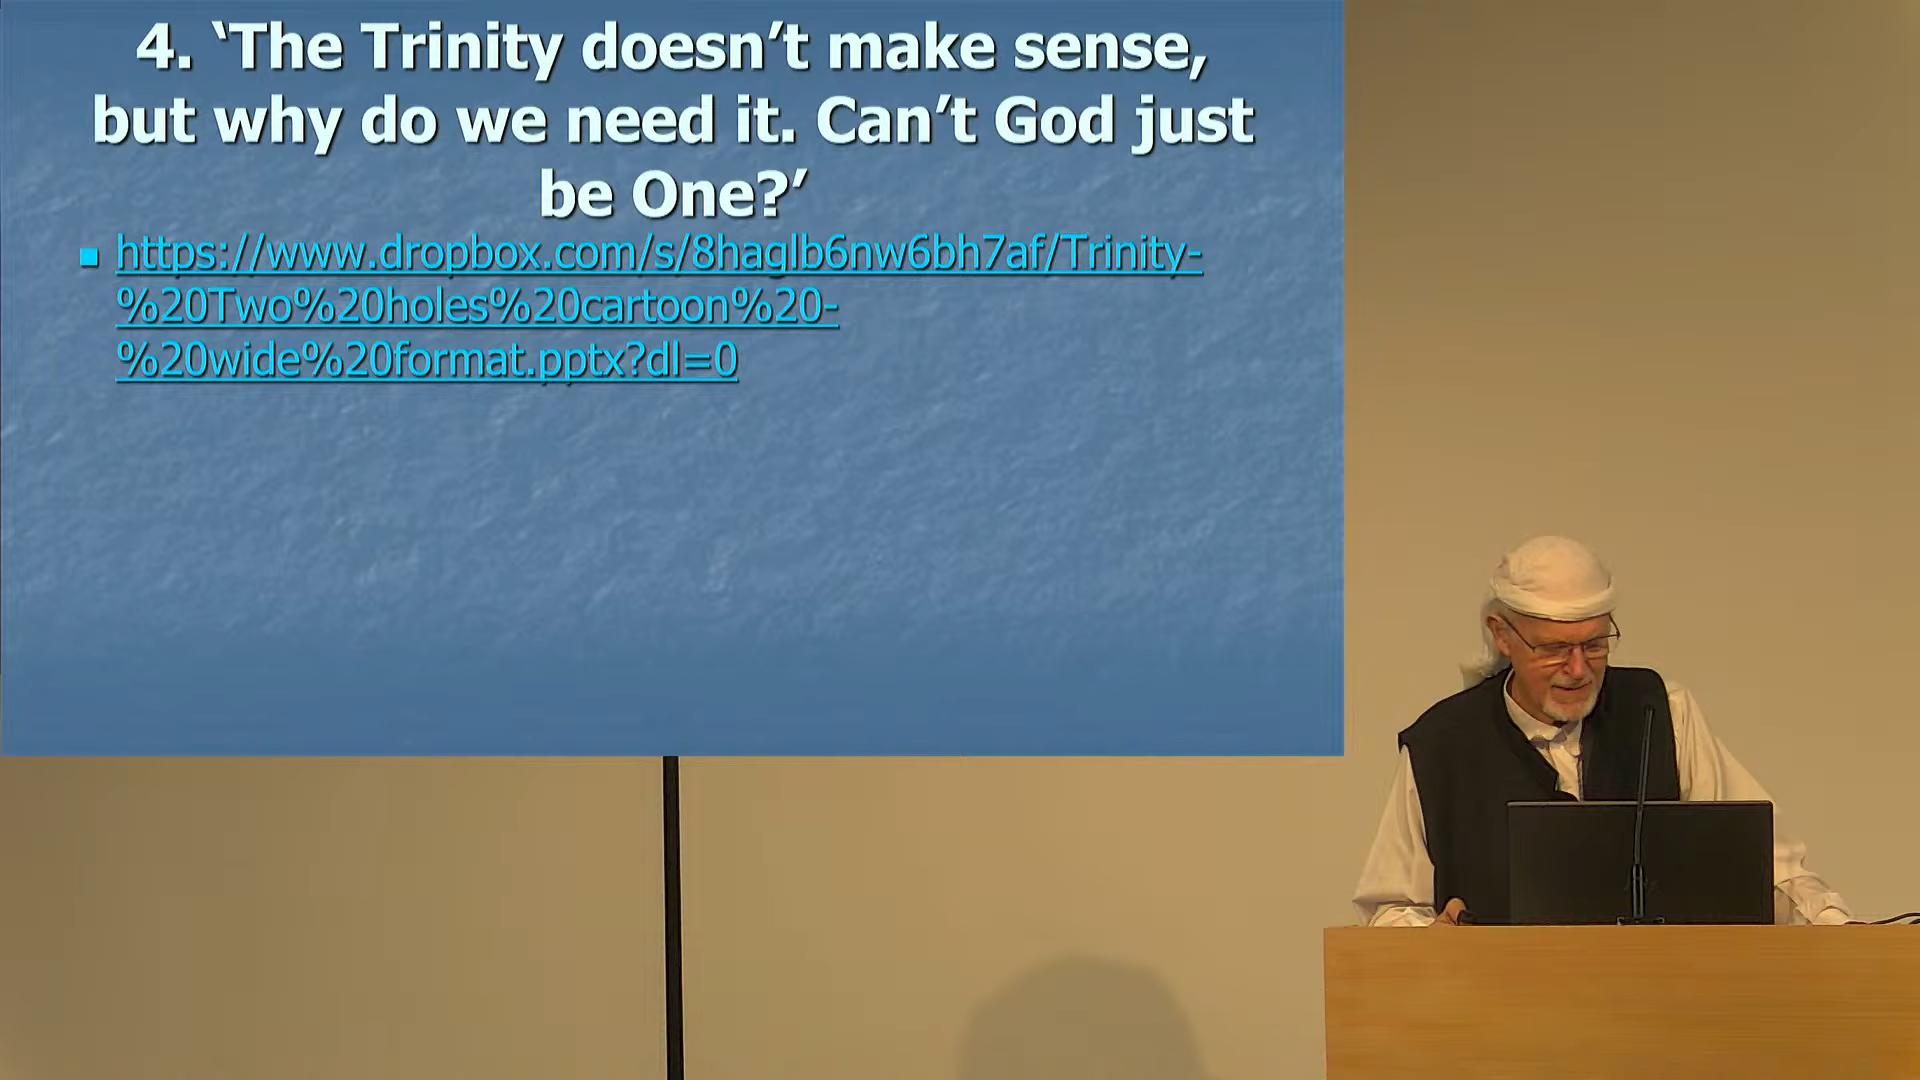 4. ‘The Trinity doesn’t make sense,
but why do we need it. Can’t God just
be One?’
https://www.dropbox.com/s/8haglb6nw6bh7af/Trinity-
%20Two%20holes%20cartoon%20-
%20wide%20format.pptx?dl=0